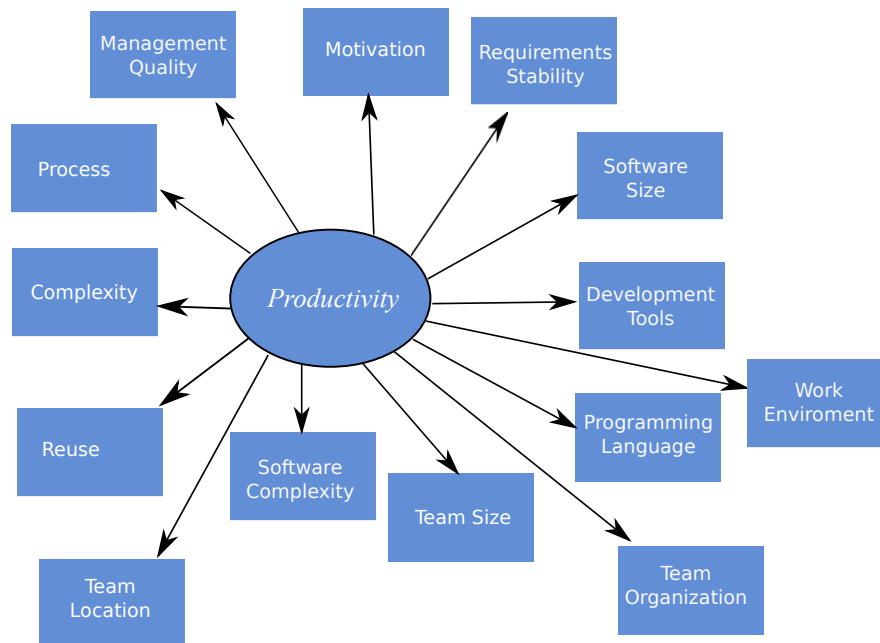 Management
Quality
Motivation
Requirements
Stability
Process
Software
Size
Complexity
Productivity
Development
Tools
Work
Enviroment
Reuse
Programming
Language
Software
Complexity
Team Size
Team
Location
Team
Organization